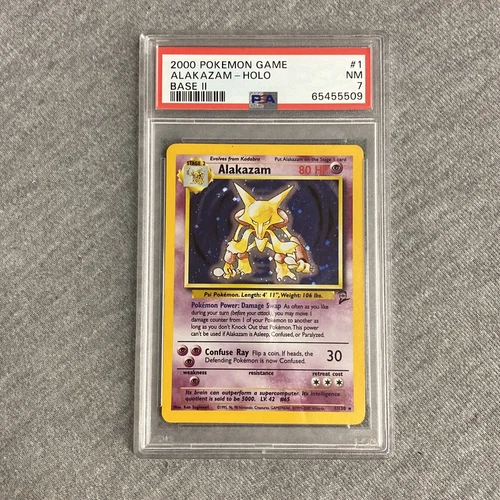 2000 POKEMON GAME #1
ALAKAZAM – HOLO NM
BASE II 7
PSA 65455509
Evolves from Kadabra Put Alakazam on the Stage 1 card
STAGE 2
Alakazam 80 HP
Psi Pokémon. Length: 4' 11", Weight: 106 lbs.
Pokémon Power: Damage Swap As often as you like
during your turn (before your attack), you may move 1
damage counter from 1 of your Pokémon to another as
long as you don't Knock Out that Pokémon. This power
can't be used if Alakazam is Asleep, Confused, or Paralyzed.
Confuse Ray Flip a coin. If heads, the 30
Defending Pokémon is now Confused.
weakness resistance retreat cost
Its brain can outperform a supercomputer. Its intelligence
quotient is said to be 5000. LV. 42 #65
Illus. Ken Sugimori